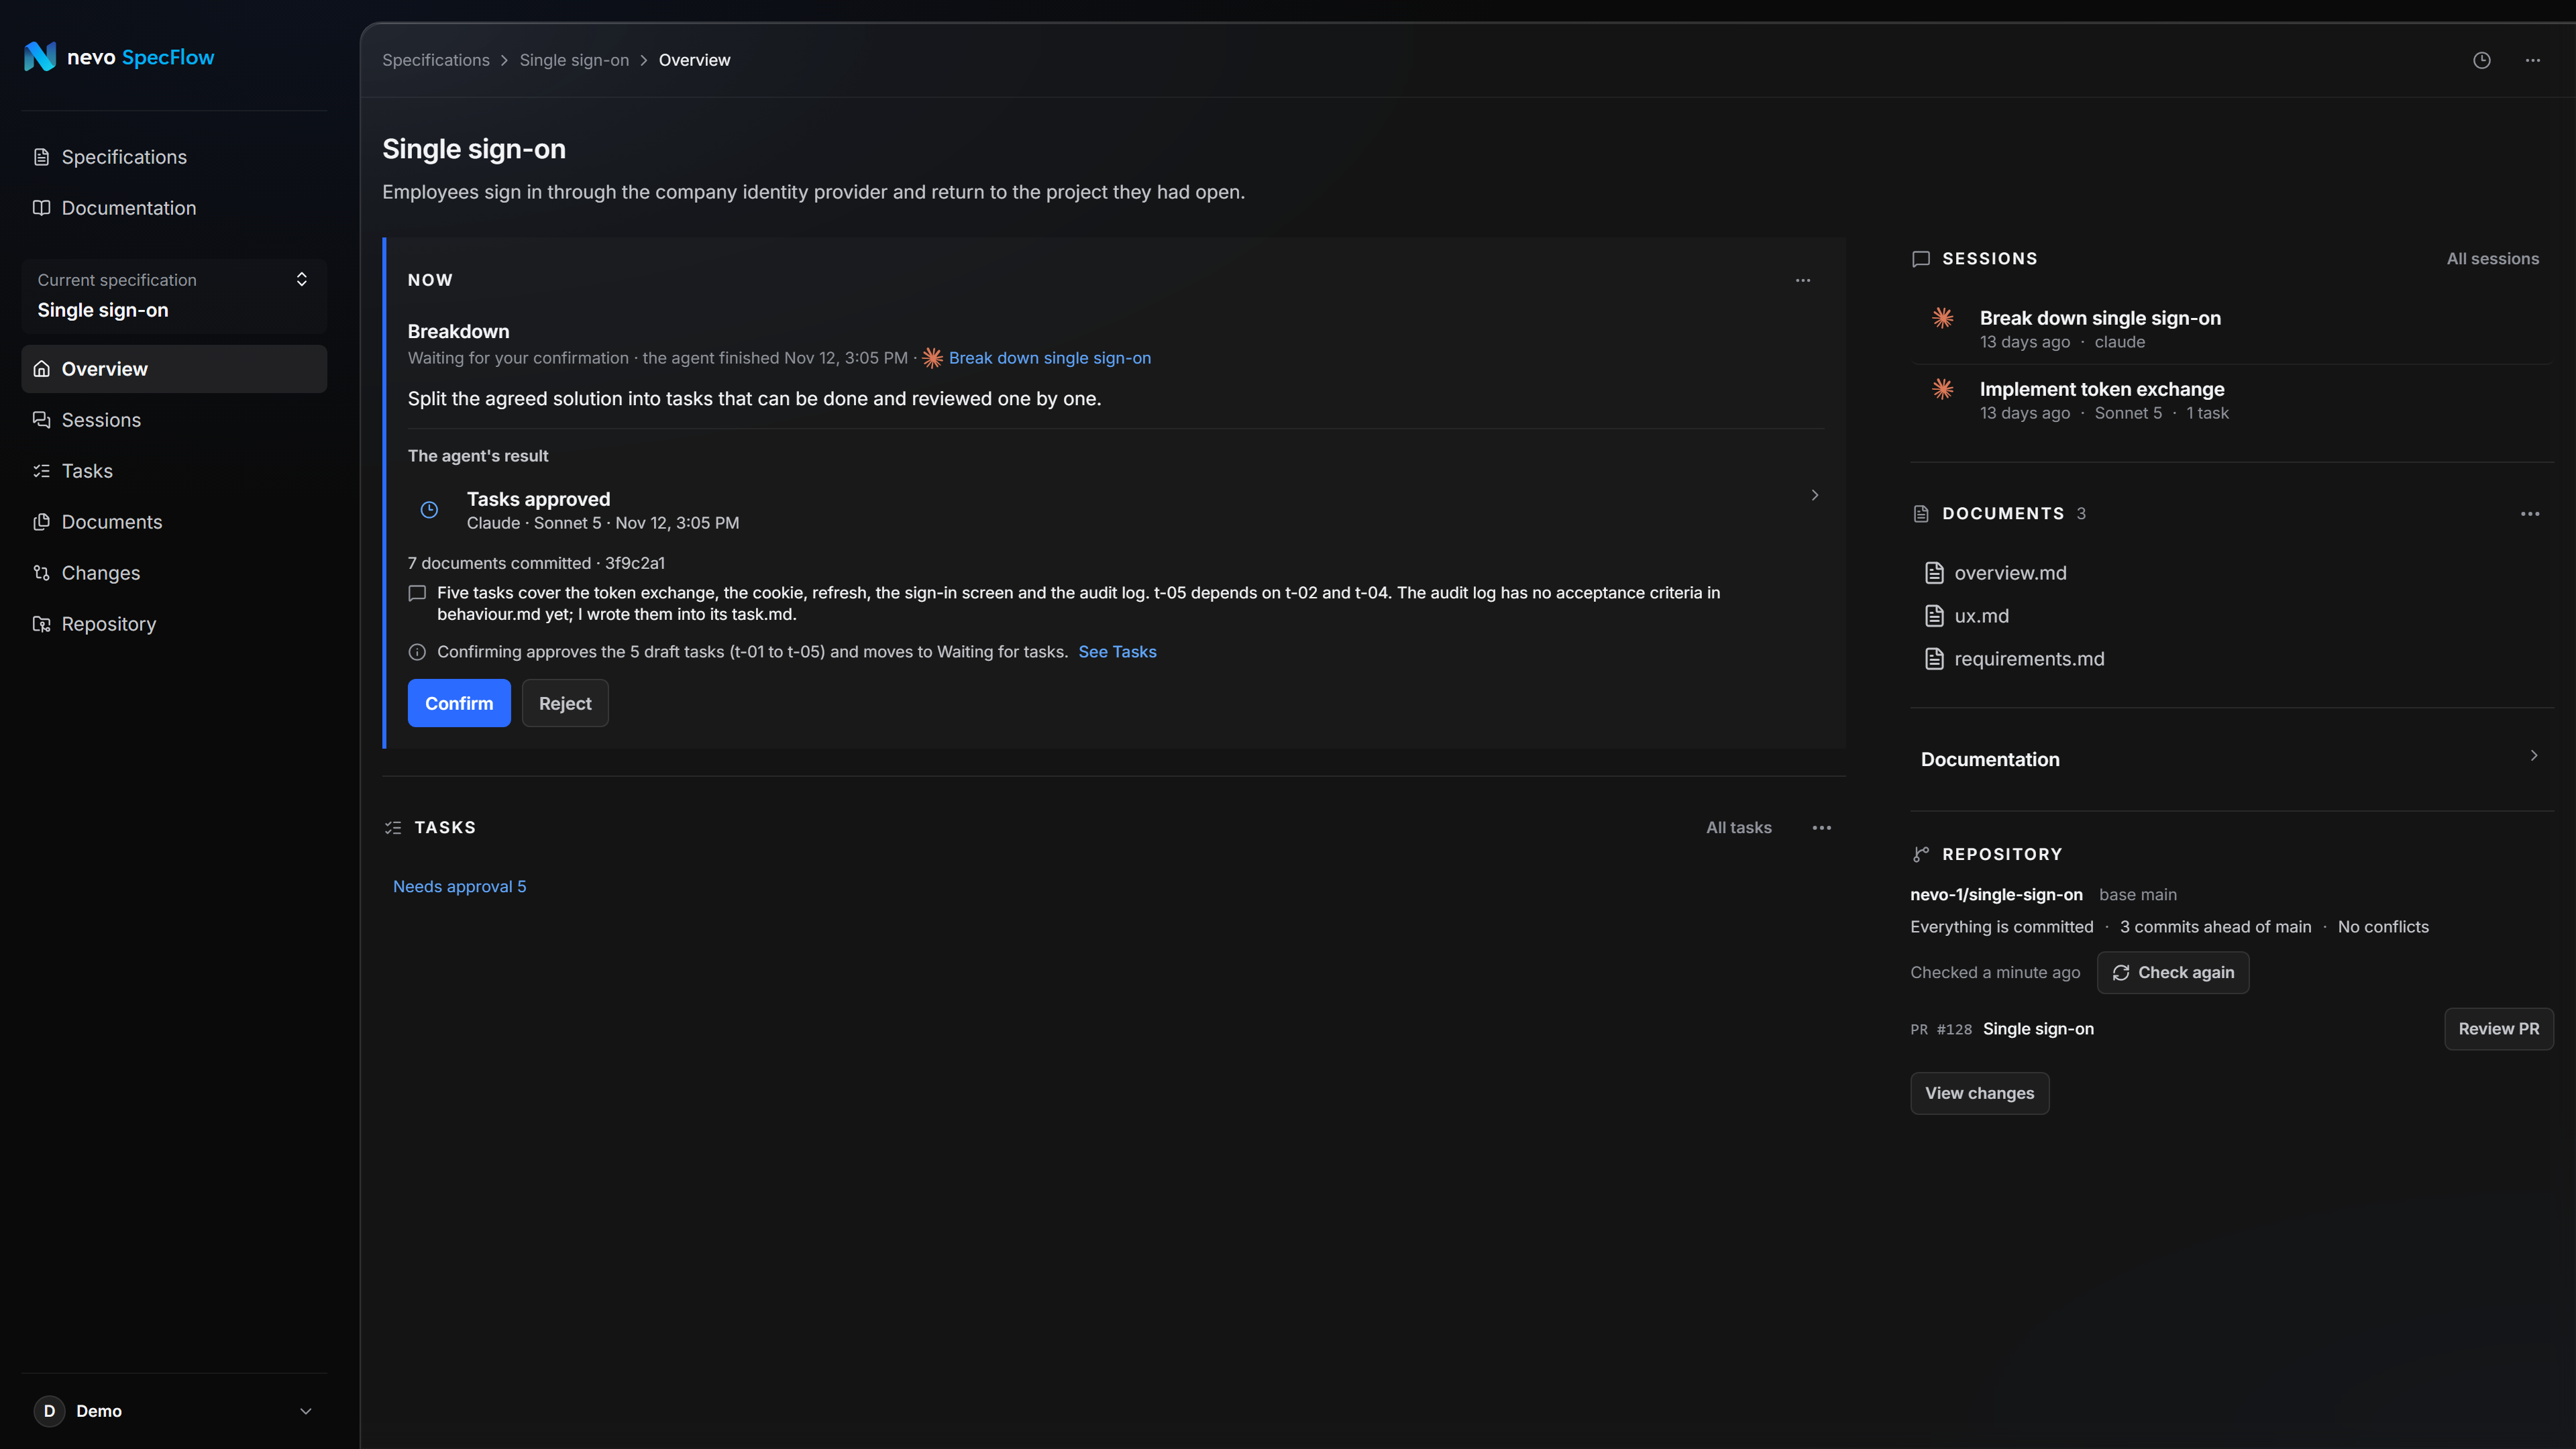 nevo SpecFlow
Specifications
Documentation
Current specification
Single sign-on
Overview
Sessions
Tasks
Documents
Changes
Repository
D Demo
Specifications > Single sign-on > Overview
Single sign-on
Employees sign in through the company identity provider and return to the project they had open.
NOW
Breakdown
Waiting for your confirmation · the agent finished Nov 12, 3:05 PM · Break down single sign-on
Split the agreed solution into tasks that can be done and reviewed one by one.
The agent's result
Tasks approved
Claude · Sonnet 5 · Nov 12, 3:05 PM
7 documents committed · 3f9c2a1
Five tasks cover the token exchange, the cookie, refresh, the sign-in screen and the audit log. t-05 depends on t-02 and t-04. The audit log has no acceptance criteria in
behaviour.md yet; I wrote them into its task.md.
Confirming approves the 5 draft tasks (t-01 to t-05) and moves to Waiting for tasks. See Tasks
Confirm Reject
TASKS All tasks
Needs approval 5
SESSIONS All sessions
Break down single sign-on
13 days ago · claude
Implement token exchange
13 days ago · Sonnet 5 · 1 task
DOCUMENTS 3
overview.md
ux.md
requirements.md
Documentation
REPOSITORY
nevo-1/single-sign-on base main
Everything is committed · 3 commits ahead of main · No conflicts
Checked a minute ago Check again
PR #128 Single sign-on Review PR
View changes